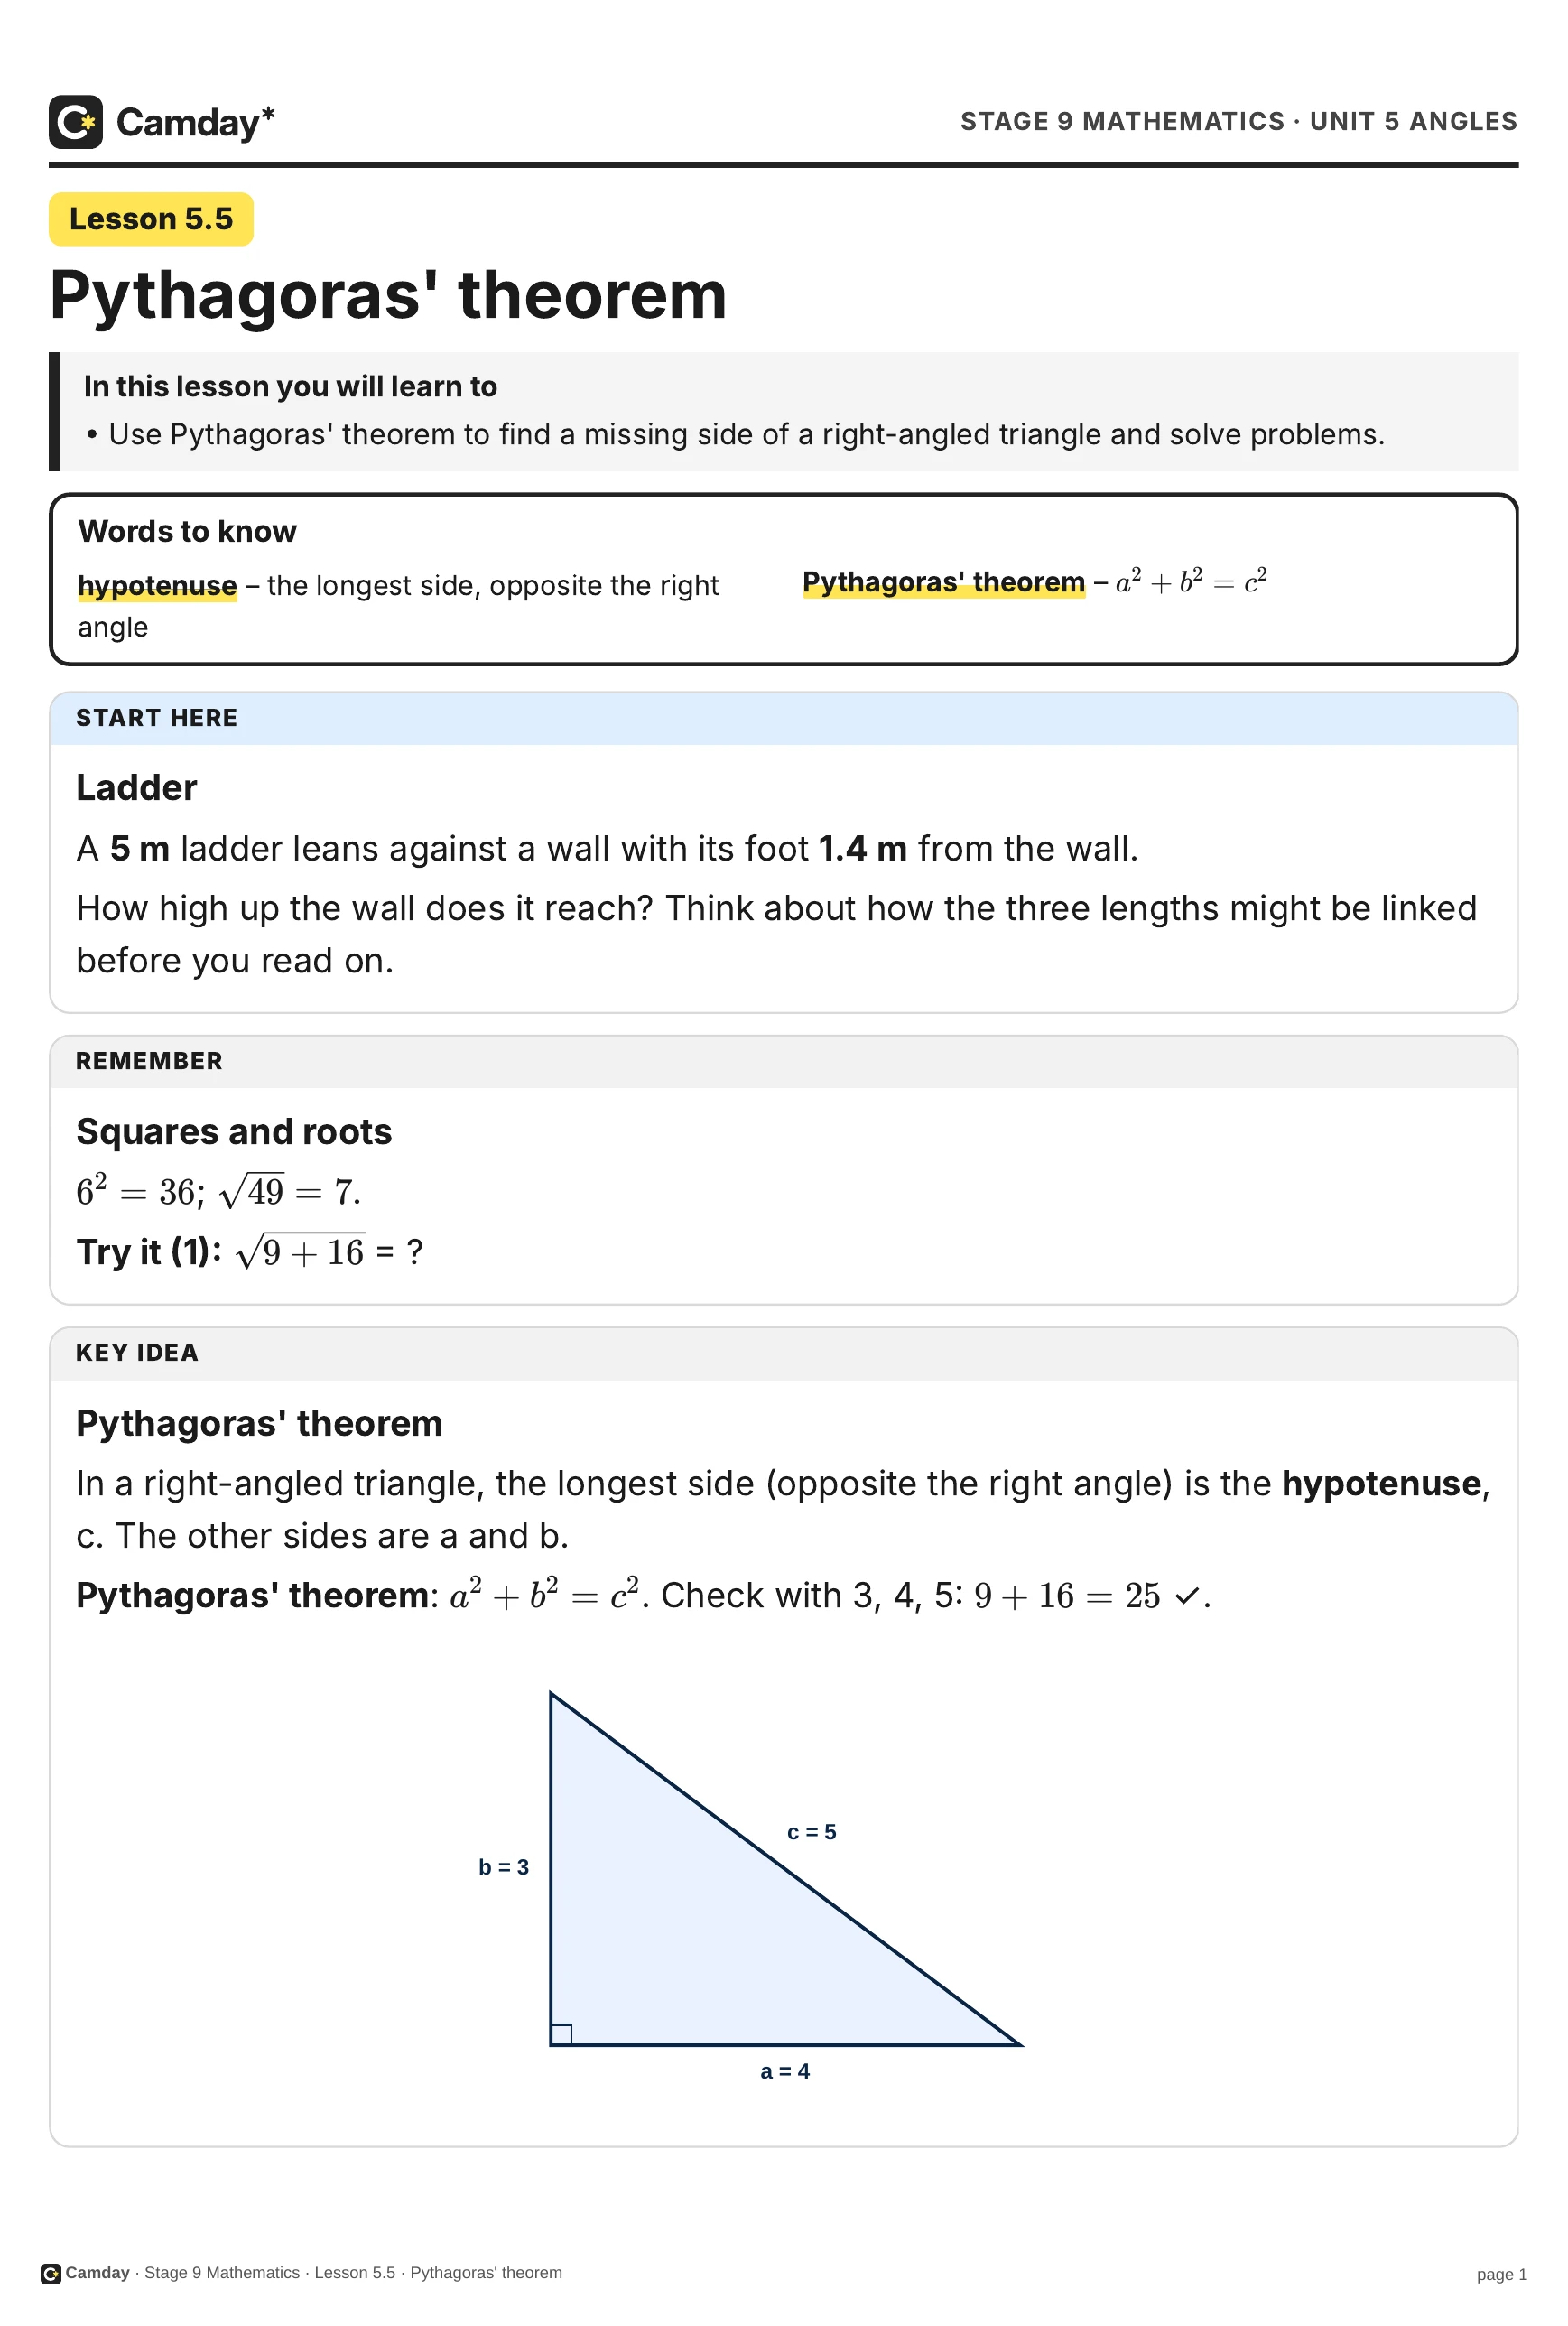 Camday*
STAGE 9 MATHEMATICS · UNIT 5 ANGLES
Lesson 5.5
Pythagoras' theorem
In this lesson you will learn to
• Use Pythagoras' theorem to find a missing side of a right-angled triangle and solve problems.
Words to know
hypotenuse – the longest side, opposite the right
angle
Pythagoras' theorem – a² + b² = c²
START HERE
Ladder
A 5 m ladder leans against a wall with its foot 1.4 m from the wall.
How high up the wall does it reach? Think about how the three lengths might be linked
before you read on.
REMEMBER
Squares and roots
6² = 36; √49 = 7.
Try it (1): √(9 + 16) = ?
KEY IDEA
Pythagoras' theorem
In a right-angled triangle, the longest side (opposite the right angle) is the hypotenuse,
c. The other sides are a and b.
Pythagoras' theorem: a² + b² = c². Check with 3, 4, 5: 9 + 16 = 25 ✓.
c = 5
b = 3
a = 4
Camday · Stage 9 Mathematics · Lesson 5.5 · Pythagoras' theorem
page 1